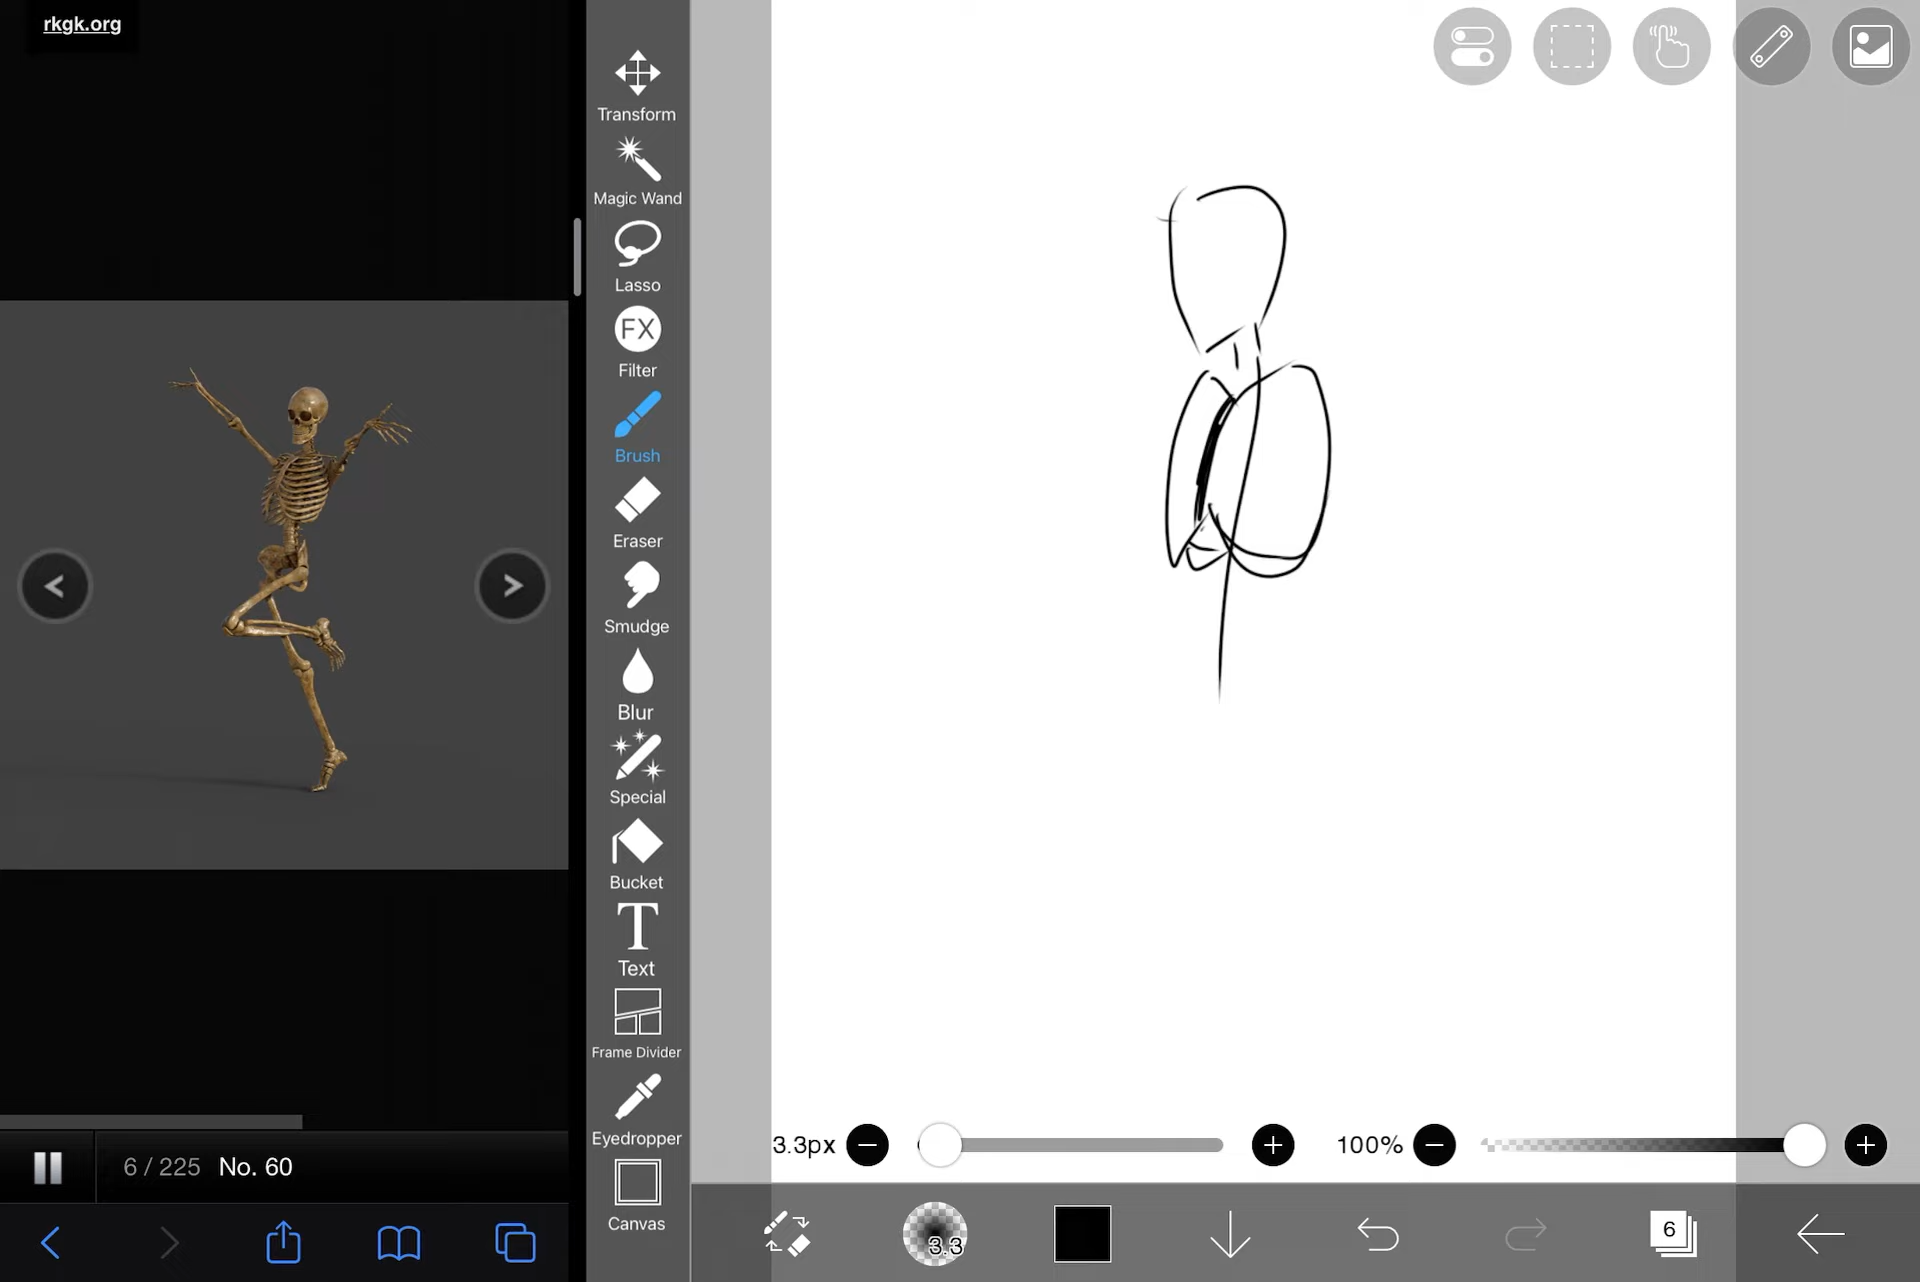 rkgk.org
Transform
Magic Wand
Lasso
FX
Filter
Brush
Eraser
Smudge
Blur
Special
Bucket
T
Text
Frame Divider
Eyedropper
Canvas
<
>
6 / 225 No. 60
3.3px
100%
3.3
6